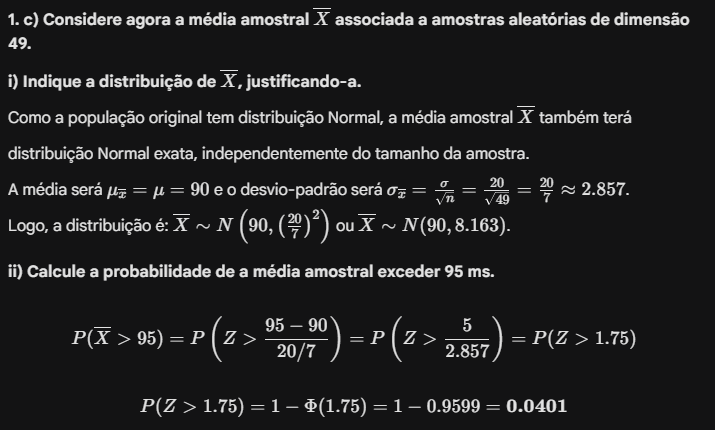 1. c) Considere agora a média amostral $\overline{X}$ associada a amostras aleatórias de dimensão
49.
i) Indique a distribuição de $\overline{X}$, justificando-a.
Como a população original tem distribuição Normal, a média amostral $\overline{X}$ também terá
distribuição Normal exata, independentemente do tamanho da amostra.
A média será $\mu_{\overline{x}} = \mu = 90$ e o desvio-padrão será $\sigma_{\overline{x}} = \frac{\sigma}{\sqrt{n}} = \frac{20}{\sqrt{49}} = \frac{20}{7} \approx 2.857$.
Logo, a distribuição é: $\overline{X} \sim N\left(90, \left(\frac{20}{7}\right)^2\right)$ ou $\overline{X} \sim N(90, 8.163)$.
ii) Calcule a probabilidade de a média amostral exceder 95 ms.
$P(\overline{X} > 95) = P\left(Z > \frac{95 - 90}{20/7}\right) = P\left(Z > \frac{5}{2.857}\right) = P(Z > 1.75)$
$P(Z > 1.75) = 1 - \Phi(1.75) = 1 - 0.9599 = \mathbf{0.0401}$